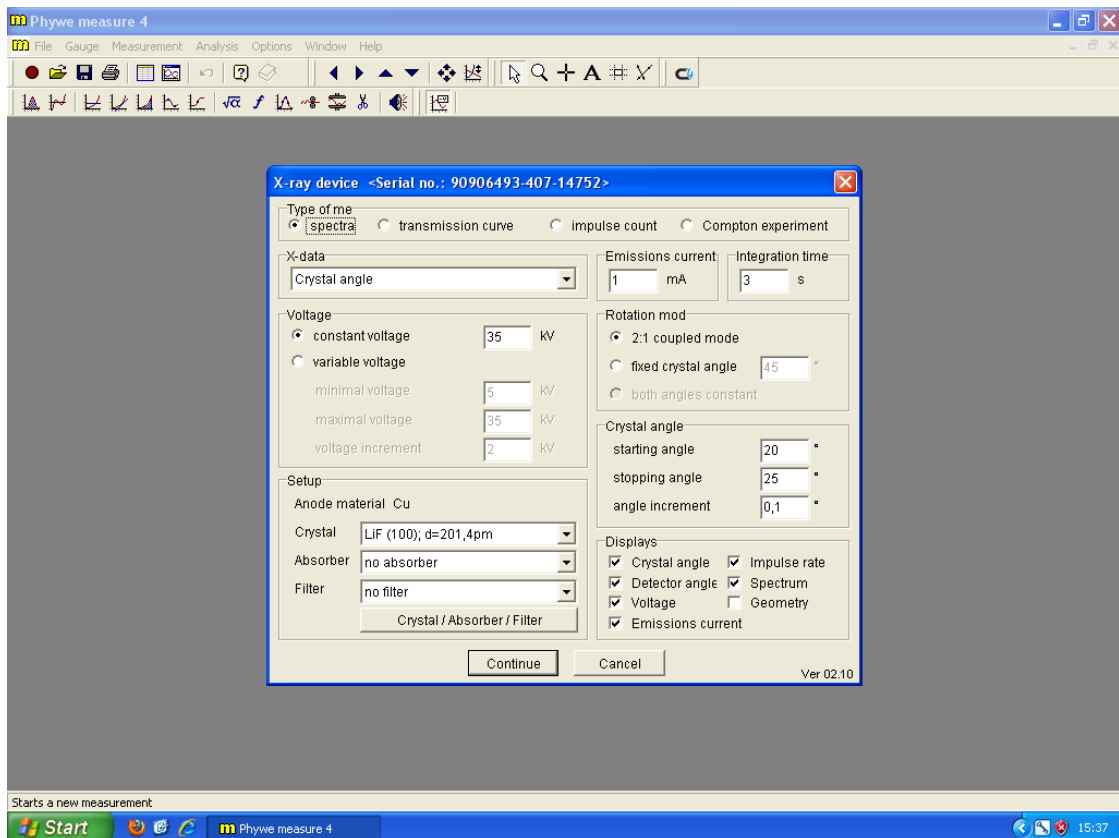 Phywe measure 4
File Gauge Measurement Analysis Options Window Help
X-ray device <Serial no.: 90906493-407-14752>
Type of me
spectra transmission curve impulse count Compton experiment
X-data
Crystal angle
Emissions current
1 mA
Integration time
3 s
Voltage
constant voltage 35 kV
variable voltage
minimal voltage 5 kV
maximal voltage 35 kV
voltage increment 2 kV
Rotation mod
2:1 coupled mode
fixed crystal angle 45 °
both angles constant
Crystal angle
starting angle 20 °
stopping angle 25 °
angle increment 0,1 °
Setup
Anode material Cu
Crystal LiF (100); d=201,4pm
Absorber no absorber
Filter no filter
Crystal / Absorber / Filter
Displays
Crystal angle Impulse rate
Detector angle Spectrum
Voltage Geometry
Emissions current
Continue Cancel
Ver 02.10
Starts a new measurement
Start Phywe measure 4 15:37